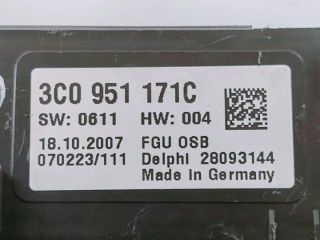 3C0 951 171C
SW: 0611 HW: 004
18.10.2007 FGU OSB
070223/111 Delphi 28093144
Made in Germany